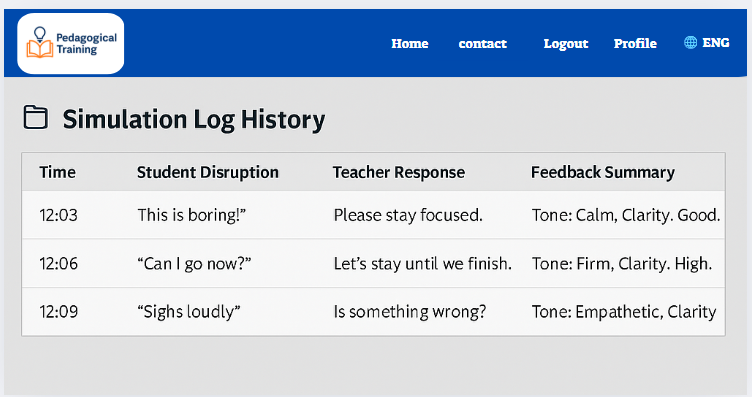 Pedagogical
Training
Home contact Logout Profile ENG
Simulation Log History
Time Student Disruption Teacher Response Feedback Summary
12:03 This is boring!” Please stay focused. Tone: Calm, Clarity. Good.
12:06 “Can I go now?” Let’s stay until we finish. Tone: Firm, Clarity. High.
12:09 “Sighs loudly” Is something wrong? Tone: Empathetic, Clarity